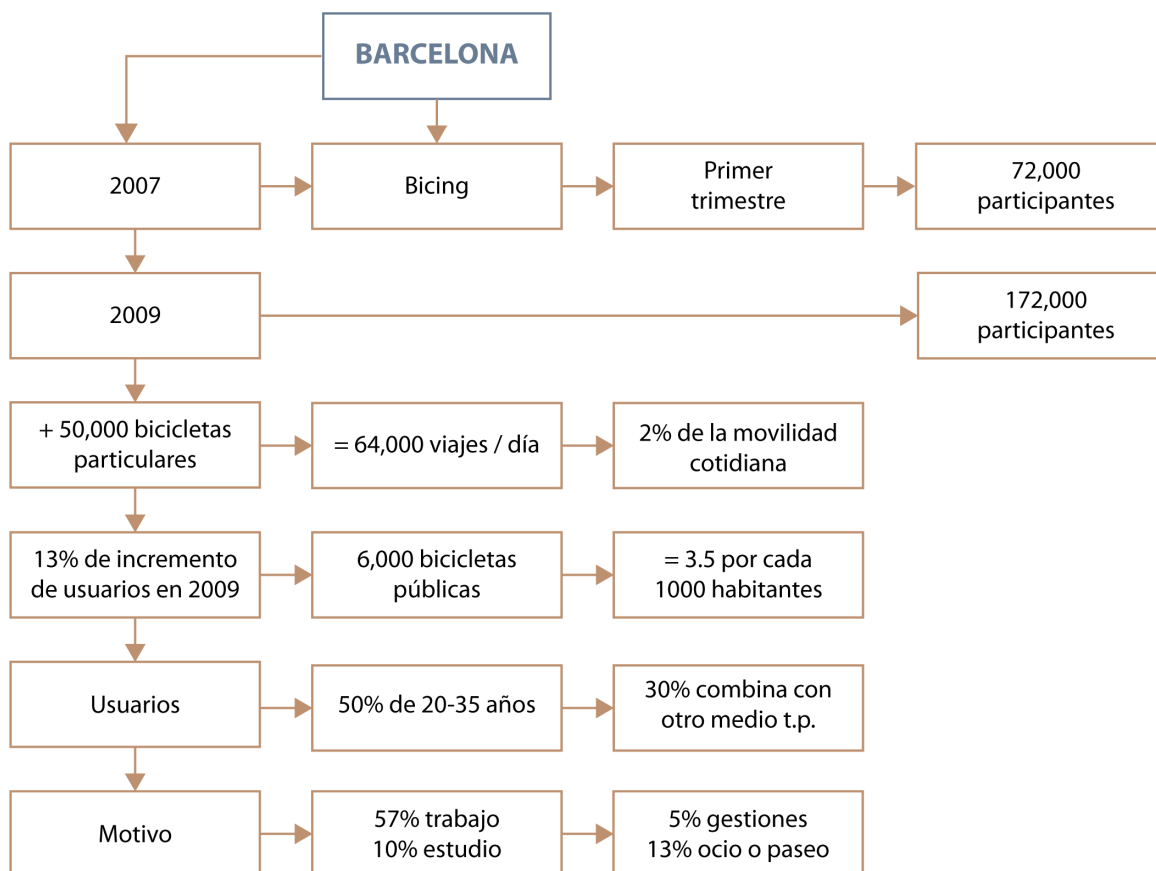 BARCELONA
2007
Bicing
Primer
trimestre
72,000
participantes
2009
172,000
participantes
+ 50,000 bicicletas
particulares
= 64,000 viajes / día
2% de la movilidad
cotidiana
13% de incremento
de usuarios en 2009
6,000 bicicletas
públicas
= 3.5 por cada
1000 habitantes
Usuarios
50% de 20-35 años
30% combina con
otro medio t.p.
Motivo
57% trabajo
10% estudio
5% gestiones
13% ocio o paseo